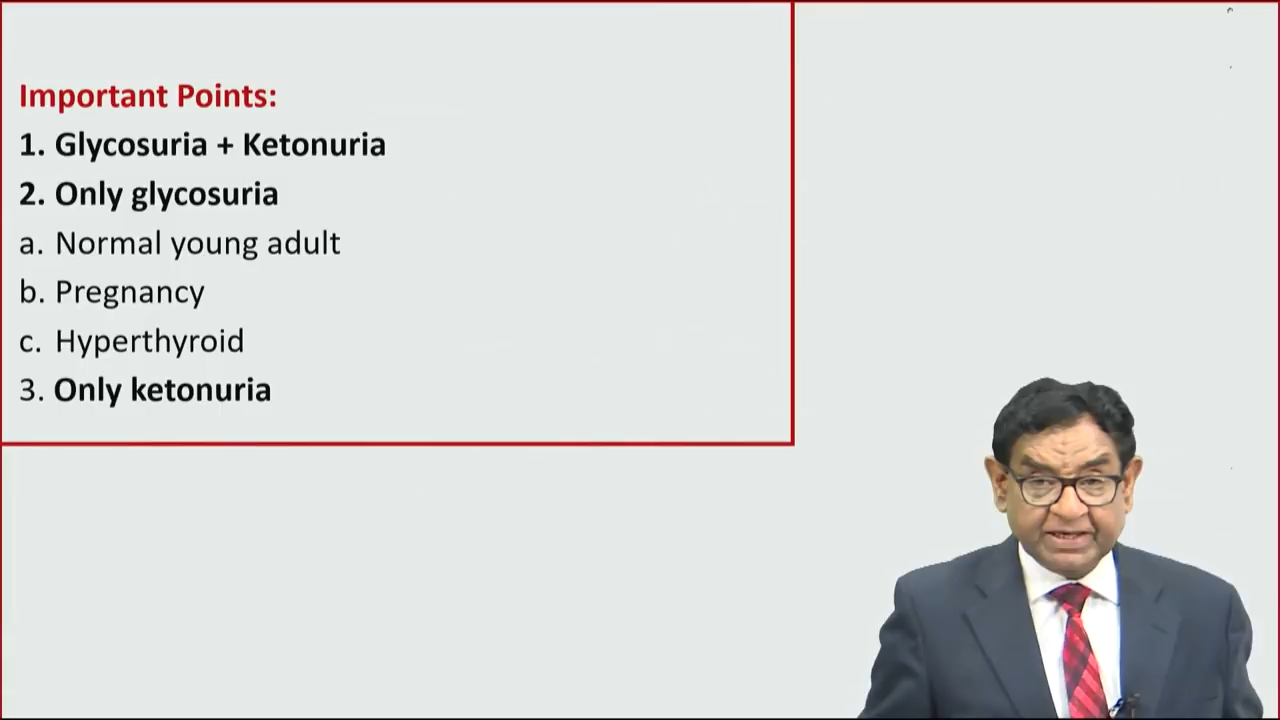 Important Points:
1. Glycosuria + Ketonuria
2. Only glycosuria
a. Normal young adult
b. Pregnancy
c. Hyperthyroid
3. Only ketonuria